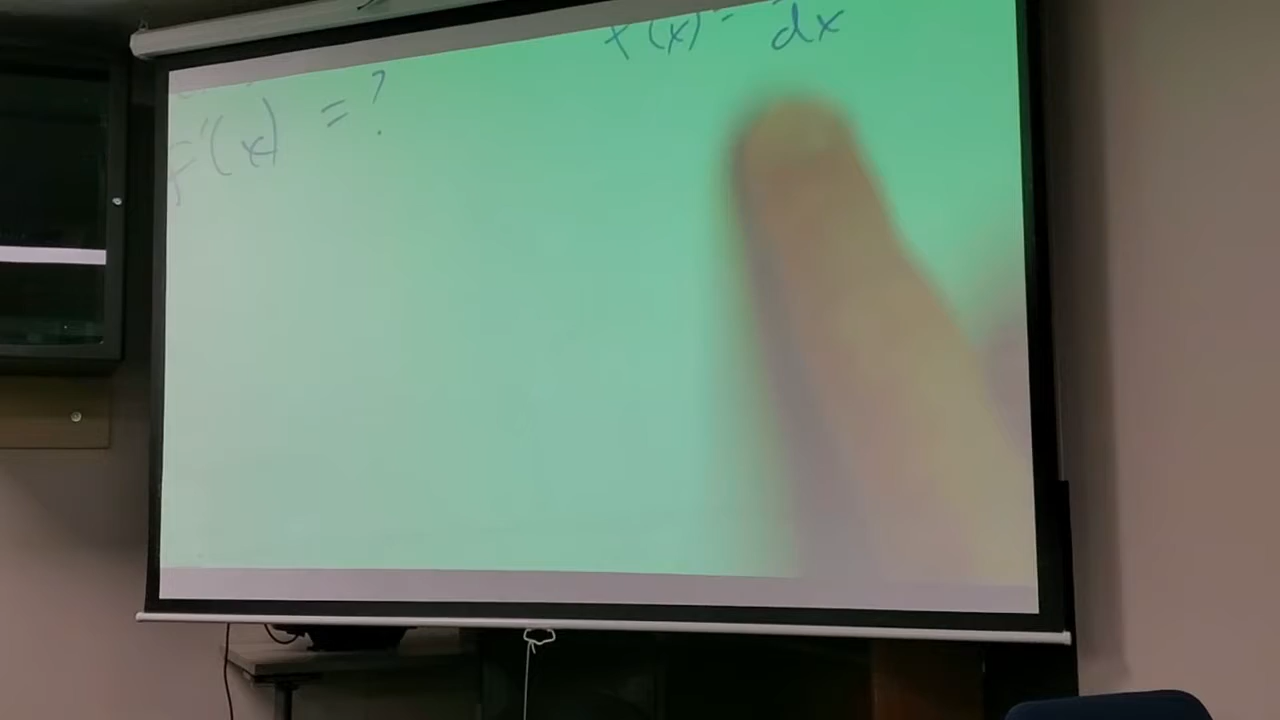 F'(x) = ?
(x) = dx